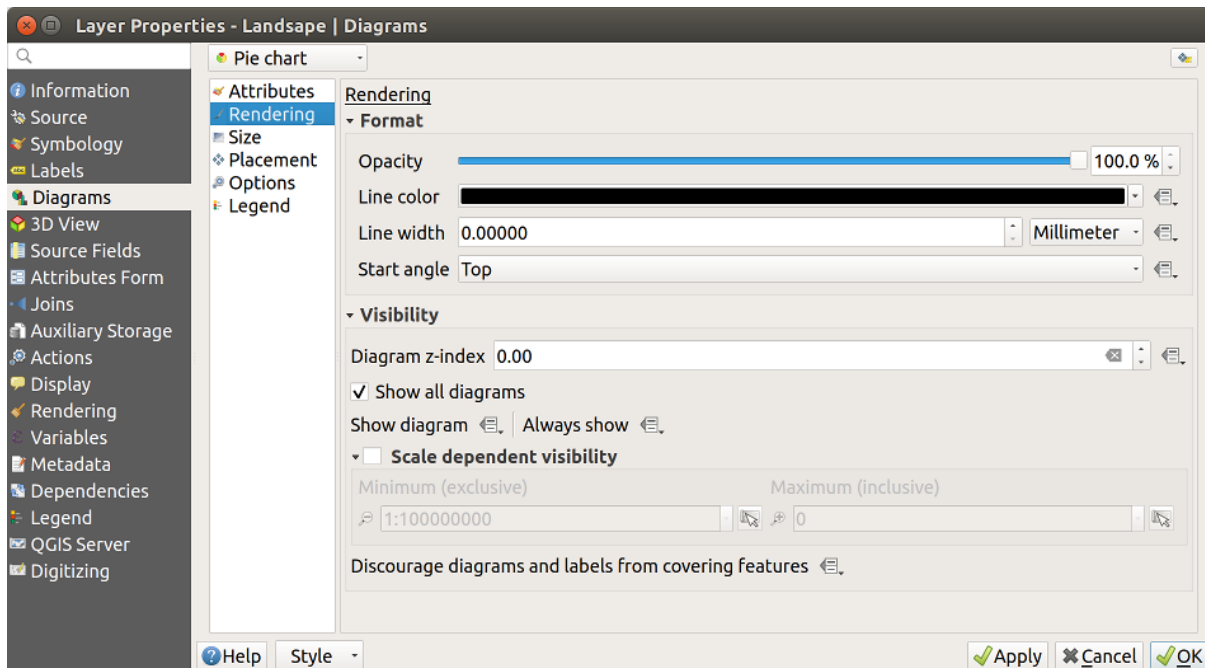 Layer Properties - Landsape | Diagrams
Pie chart
Information
Source
Symbology
Labels
Diagrams
3D View
Source Fields
Attributes Form
Joins
Auxiliary Storage
Actions
Display
Rendering
Variables
Metadata
Dependencies
Legend
QGIS Server
Digitizing
Attributes
Rendering
Size
Placement
Options
Legend
Rendering
Format
Opacity 100.0 %
Line color
Line width 0.00000 Millimeter
Start angle Top
Visibility
Diagram z-index 0.00
Show all diagrams
Show diagram Always show
Scale dependent visibility
Minimum (exclusive) Maximum (inclusive)
1:100000000 0
Discourage diagrams and labels from covering features
Help Style Apply Cancel OK